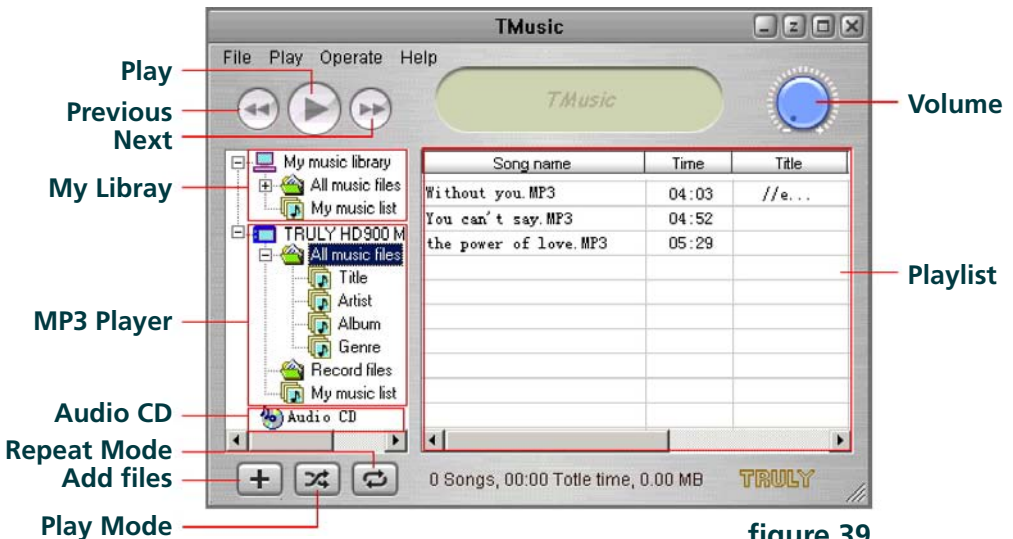 TMusic
File Play Operate Help
Play
Previous
Next
TMusic
Volume
My Libray
My music library
All music files
My music list
TRULY HD900 M
All music files
Title
Artist
Album
Genre
Record files
My music list
Audio CD
MP3 Player
Audio CD
Repeat Mode
Add files
Play Mode
Song name Time Title
Without you.MP3 04:03 //e...
You can't say.MP3 04:52
the power of love.MP3 05:29
Playlist
0 Songs, 00:00 Totle time, 0.00 MB
TRULY
figure 39